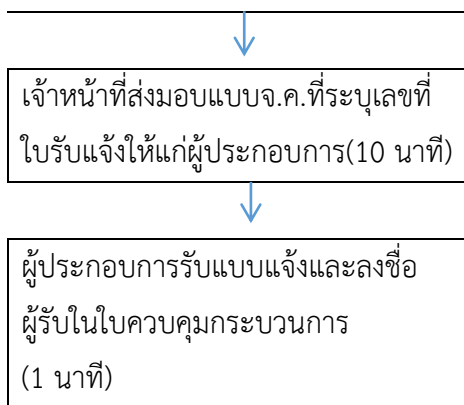 เจ้าหน้าที่ส่งมอบแบบจ.ค.ที่ระบุเลขที่
ใบรับแจ้งให้แก่ผู้ประกอบการ(10 นาที)
ผู้ประกอบการรับแบบแจ้งและลงชื่อ
ผู้รับในใบควบคุมกระบวนการ
(1 นาที)